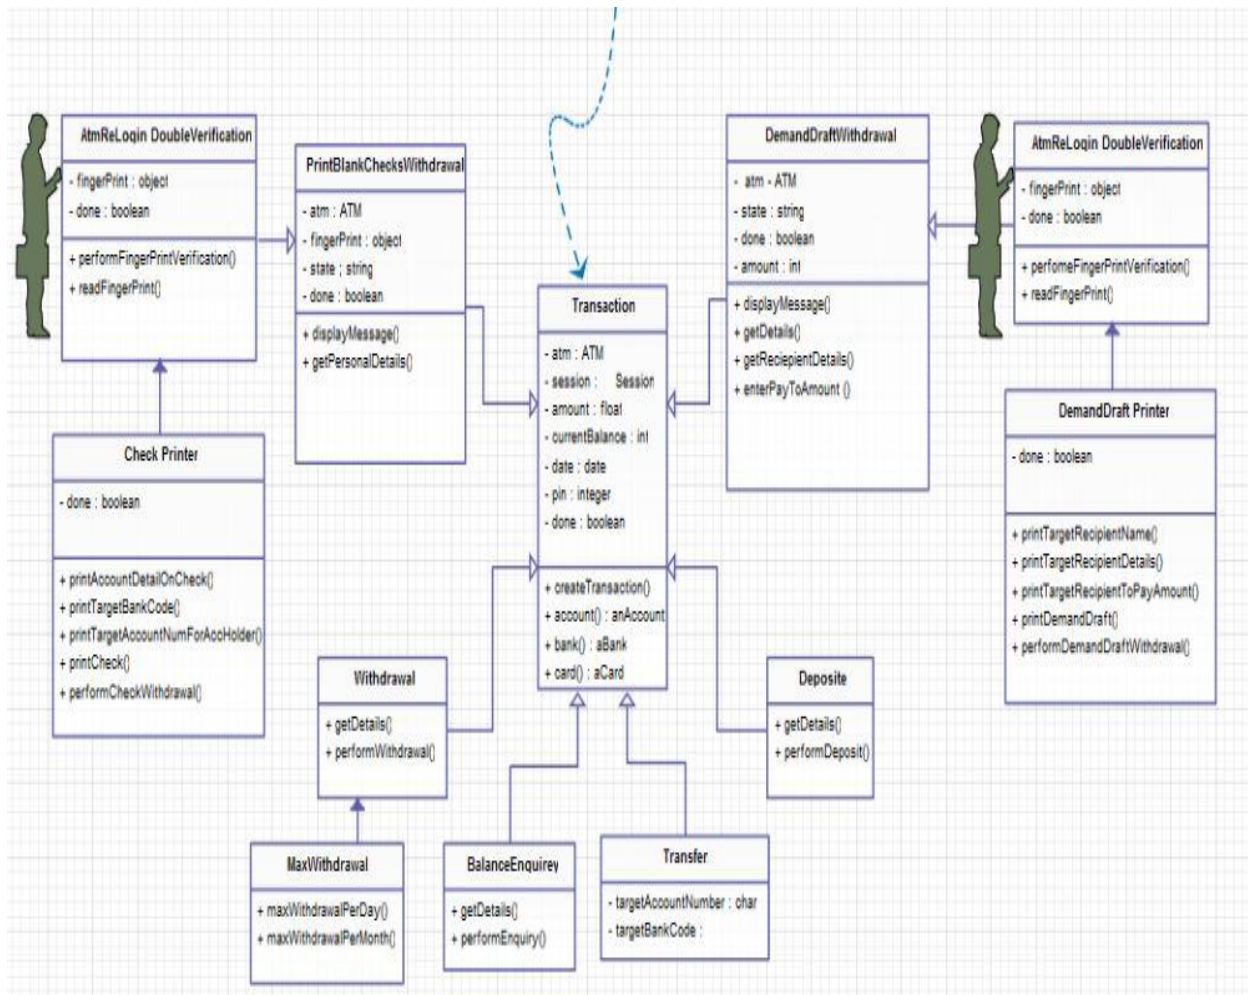 AtmReLogin DoubleVerification
- fingerPrint : object
- done : boolean
+ performFingerPrintVerification()
+ readFingerPrint()
PrintBlankChecksWithdrawal
- atm : ATM
- fingerPrint : object
- state ; string
- done : boolean
+ displayMessage()
+ getPersonalDetails()
DemandDraftWithdrawal
- atm - ATM
- state : string
- done : boolean
- amount : int
+ displayMessage()
+ getDetails()
+ getReciepientDetails()
+ enterPayToAmount ()
AtmReLogin DoubleVerification
- fingerPrint : object
- done : boolean
+ perfomeFingerPrintVerification()
+ readFingerPrint()
Transaction
- atm : ATM
- session : Session
- amount : float
- currentBalance : int
- date : date
- pin : integer
- done : boolean
+ createTransaction()
+ account() : anAccount
+ bank() : aBank
+ card() : aCard
Check Printer
- done : boolean
+ printAccountDetailOnCheck()
+ printTargetBankCode()
+ printTargetAccountNumForAccHolder()
+ printCheck()
+ performCheckWithdrawal()
DemandDraft Printer
- done : boolean
+ printTargetRecipientName()
+ printTargetRecipientDetails()
+ printTargetRecipientToPayAmount()
+ printDemandDraft()
+ performDemandDraftWithdrawal()
Withdrawal
+ getDetails()
+ performWithdrawal()
Deposite
+ getDetails()
+ performDeposit()
MaxWithdrawal
+ maxWithdrawalPerDay()
+ maxWithdrawalPerMonth()
BalanceEnquirey
+ getDetails()
+ performEnquiry()
Transfer
- targetAccountNumber : char
- targetBankCode :